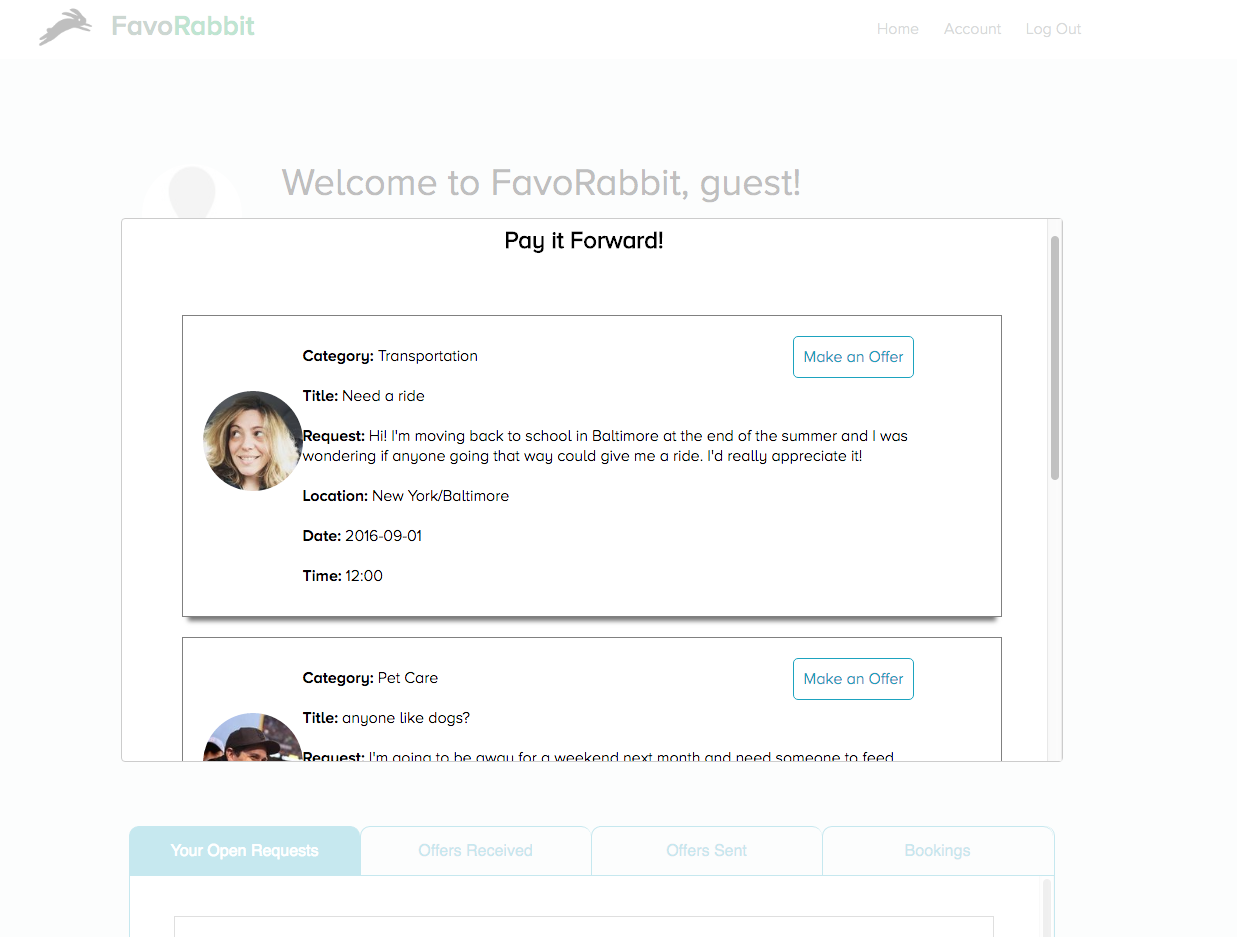 FavoRabbit
Home Account Log Out
Welcome to FavoRabbit, guest!
Pay it Forward!
Category: Transportation
Make an Offer
Title: Need a ride
Request: Hi! I'm moving back to school in Baltimore at the end of the summer and I was
wondering if anyone going that way could give me a ride. I'd really appreciate it!
Location: New York/Baltimore
Date: 2016-09-01
Time: 12:00
Category: Pet Care
Make an Offer
Title: anyone like dogs?
Request: I'm going to be away for a weekend next month and need someone to feed
Your Open Requests Offers Received Offers Sent Bookings